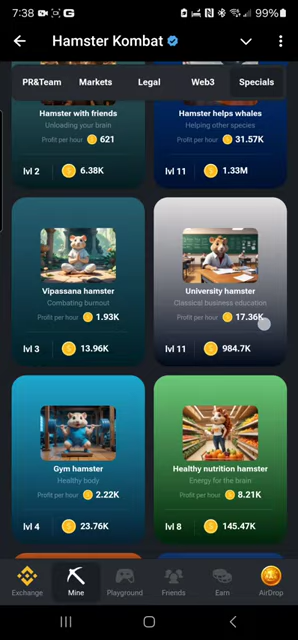 7:38
99%
Hamster Kombat
PR&Team Markets Legal Web3 Specials
Hamster with friends
Unloading your brain
Profit per hour 621
lvl 2 6.38K
Hamster helps whales
Helping other species
Profit per hour 31.57K
lvl 11 1.33M
Vipassana hamster
Combating burnout
Profit per hour 1.93K
lvl 3 13.96K
University hamster
Classical business education
Profit per hour 17.36K
lvl 11 984.7K
Gym hamster
Healthy body
Profit per hour 2.22K
lvl 4 23.76K
Healthy nutrition hamster
Energy for the brain
Profit per hour 8.21K
lvl 8 145.47K
Exchange Mine Playground Friends Earn AirDrop